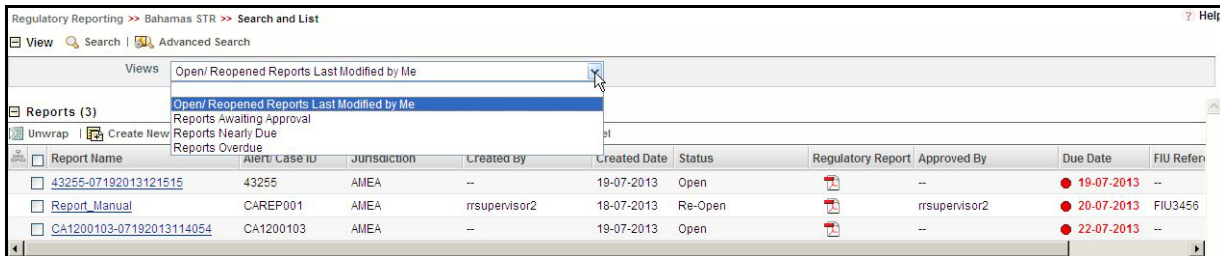 Regulatory Reporting >> Bahamas STR >> Search and List ? Help
View Search | Advanced Search
Views Open/ Reopened Reports Last Modified by Me
Open/ Reopened Reports Last Modified by Me
Reports (3)
Reports Awaiting Approval
Unwrap | Create New Reports Nearly Due el
Reports Overdue
Report Name Alert/ Case ID Jurisdiction Created By Created Date Status Regulatory Report Approved By Due Date FIU Refere
43255-07192013121515 43255 AMEA -- 19-07-2013 Open -- 19-07-2013 --
Report_Manual CAREP001 AMEA rrsupervisor2 18-07-2013 Re-Open rrsupervisor2 20-07-2013 FIU3456
CA1200103-07192013114054 CA1200103 AMEA -- 19-07-2013 Open -- 22-07-2013 --